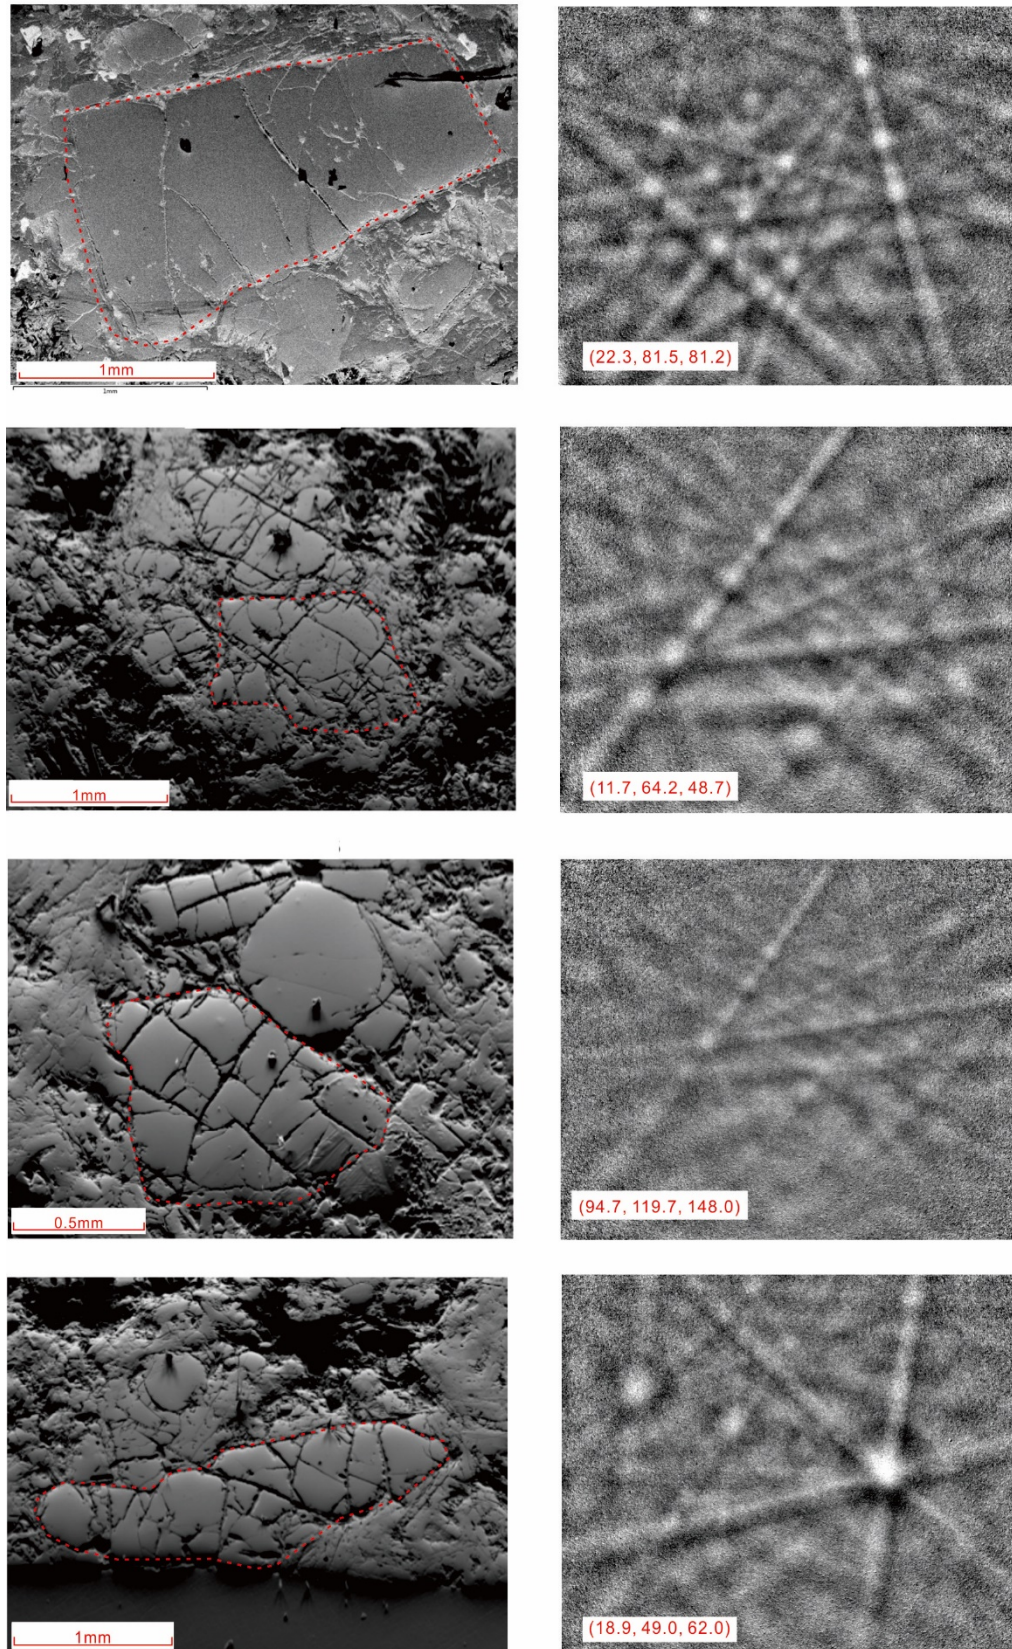 1mm
1mm
(22.3, 81.5, 81.2)
1mm
(11.7, 64.2, 48.7)
0.5mm
(94.7, 119.7, 148.0)
1mm
(18.9, 49.0, 62.0)